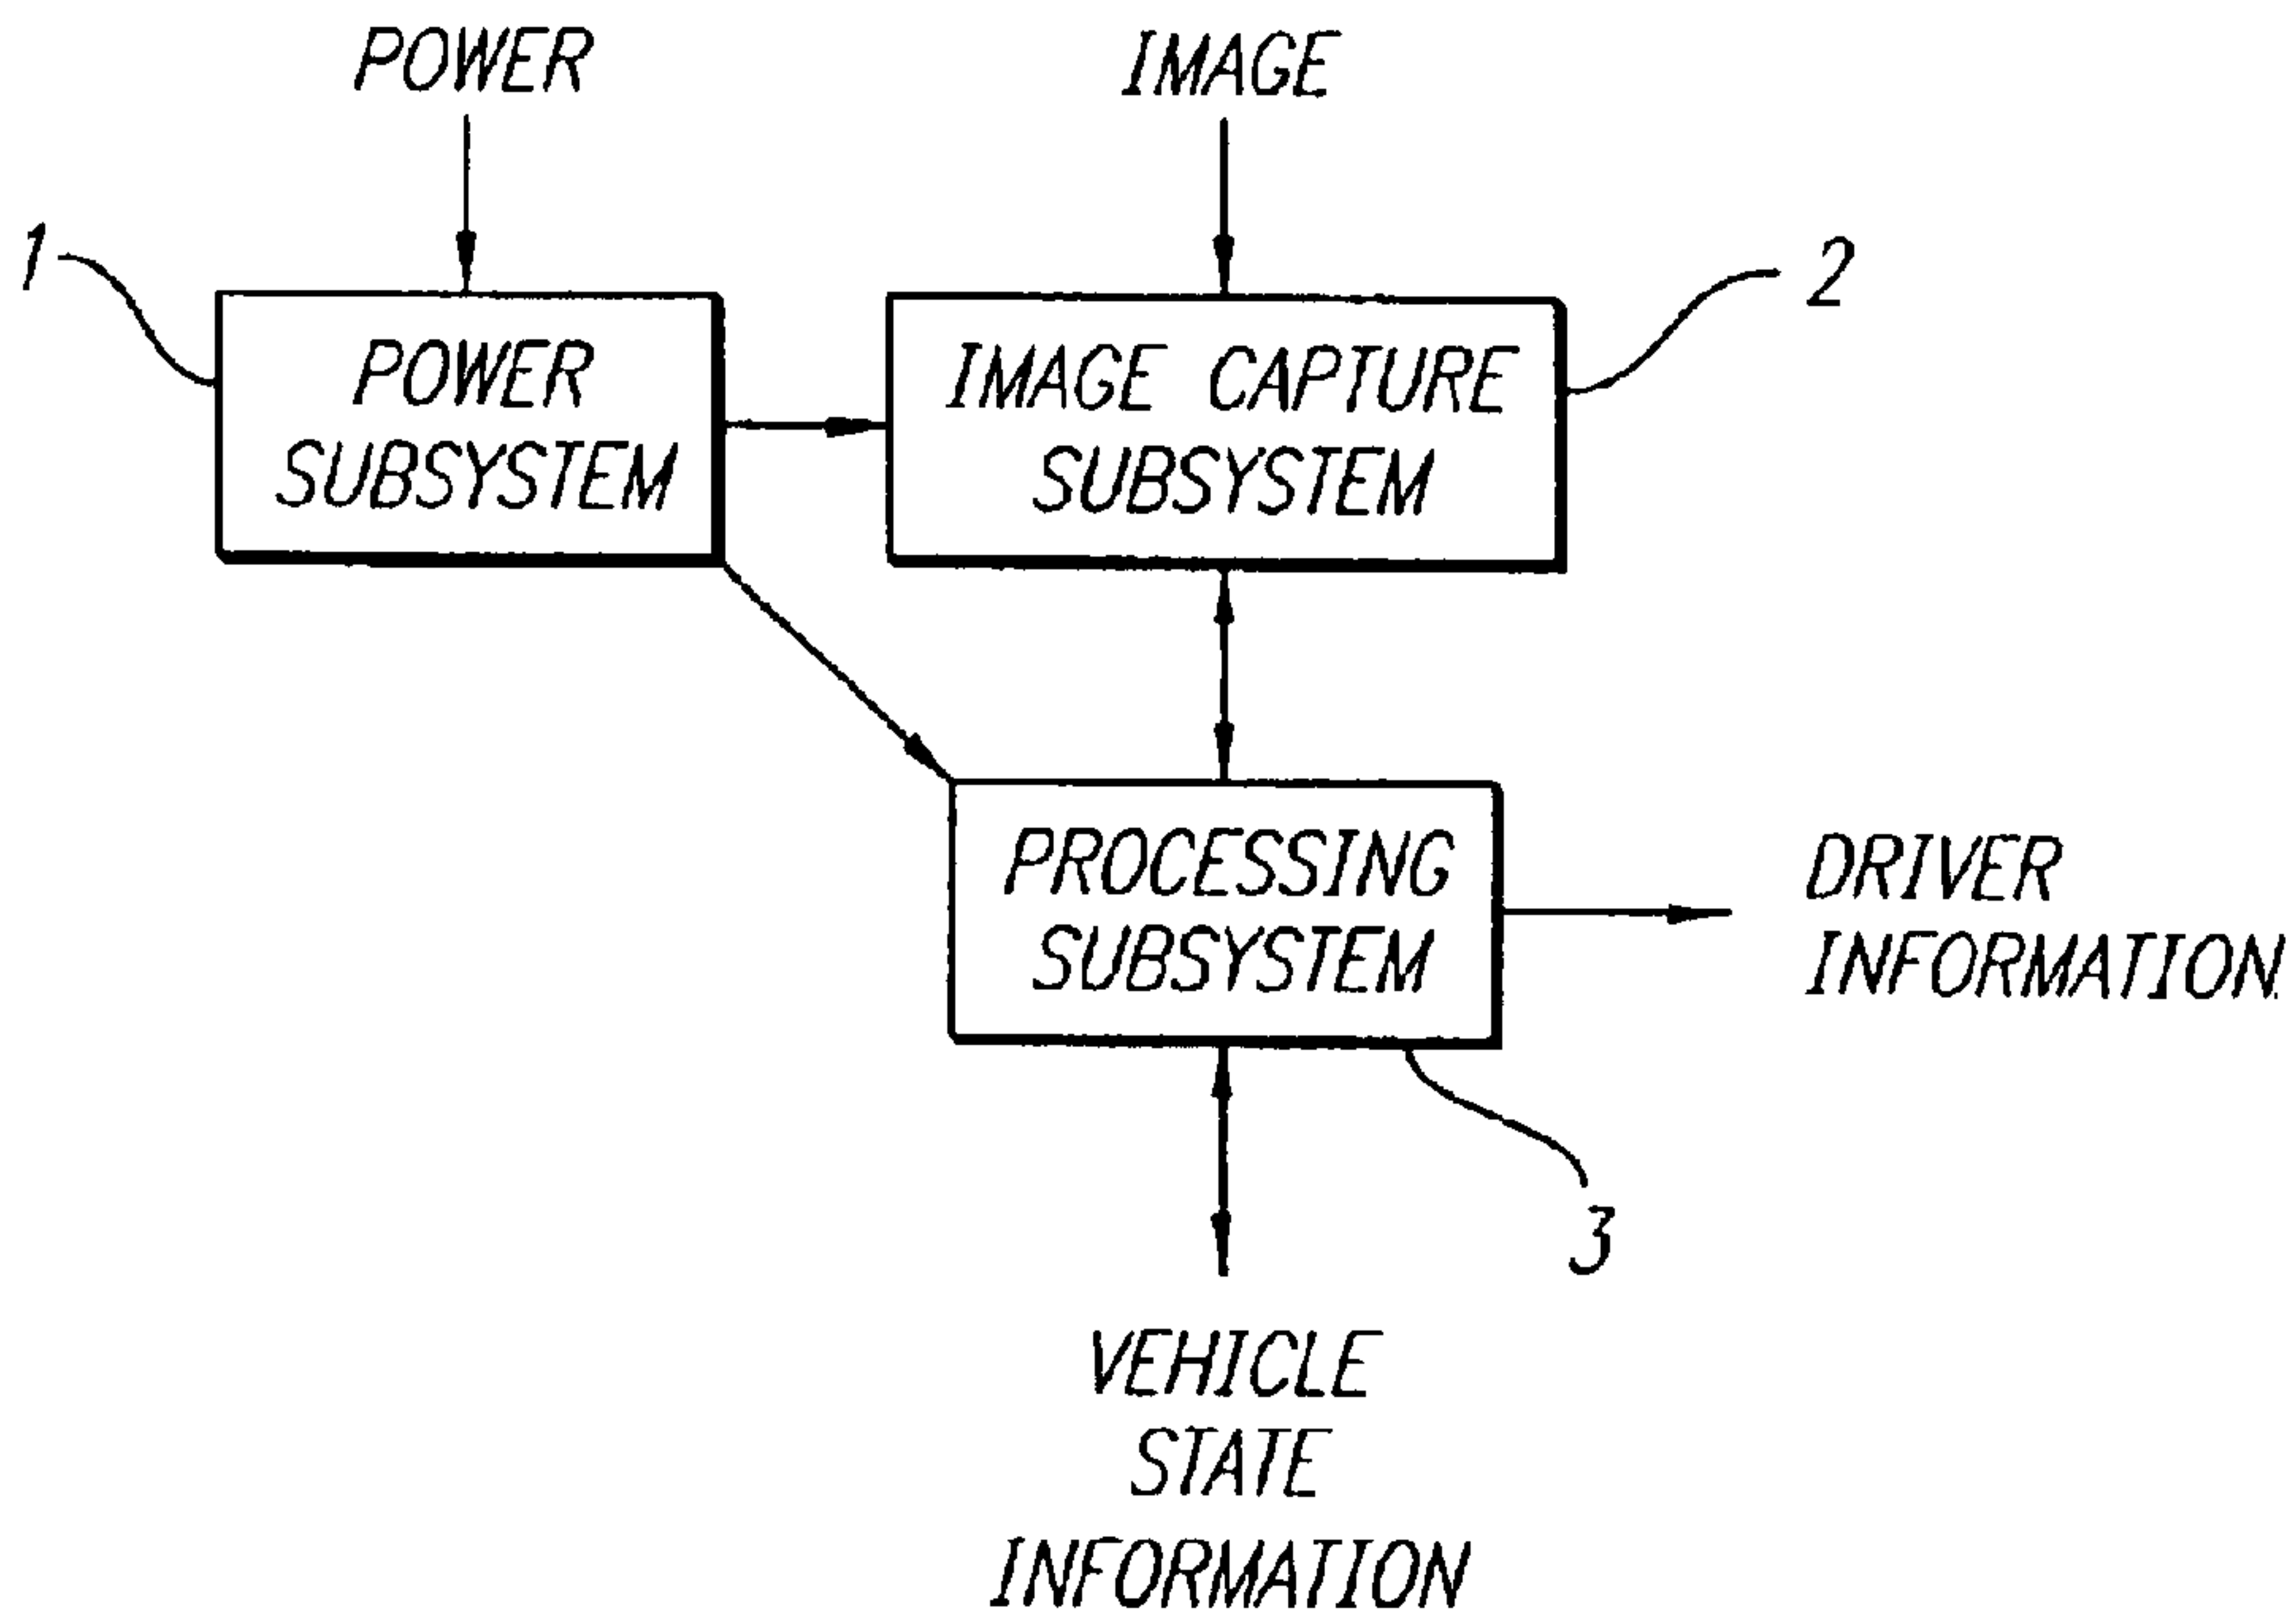 POWER
IMAGE
1
2
POWER
SUBSYSTEM
IMAGE CAPTURE
SUBSYSTEM
PROCESSING
SUBSYSTEM
DRIVER
INFORMATION
3
VEHICLE
STATE
INFORMATION